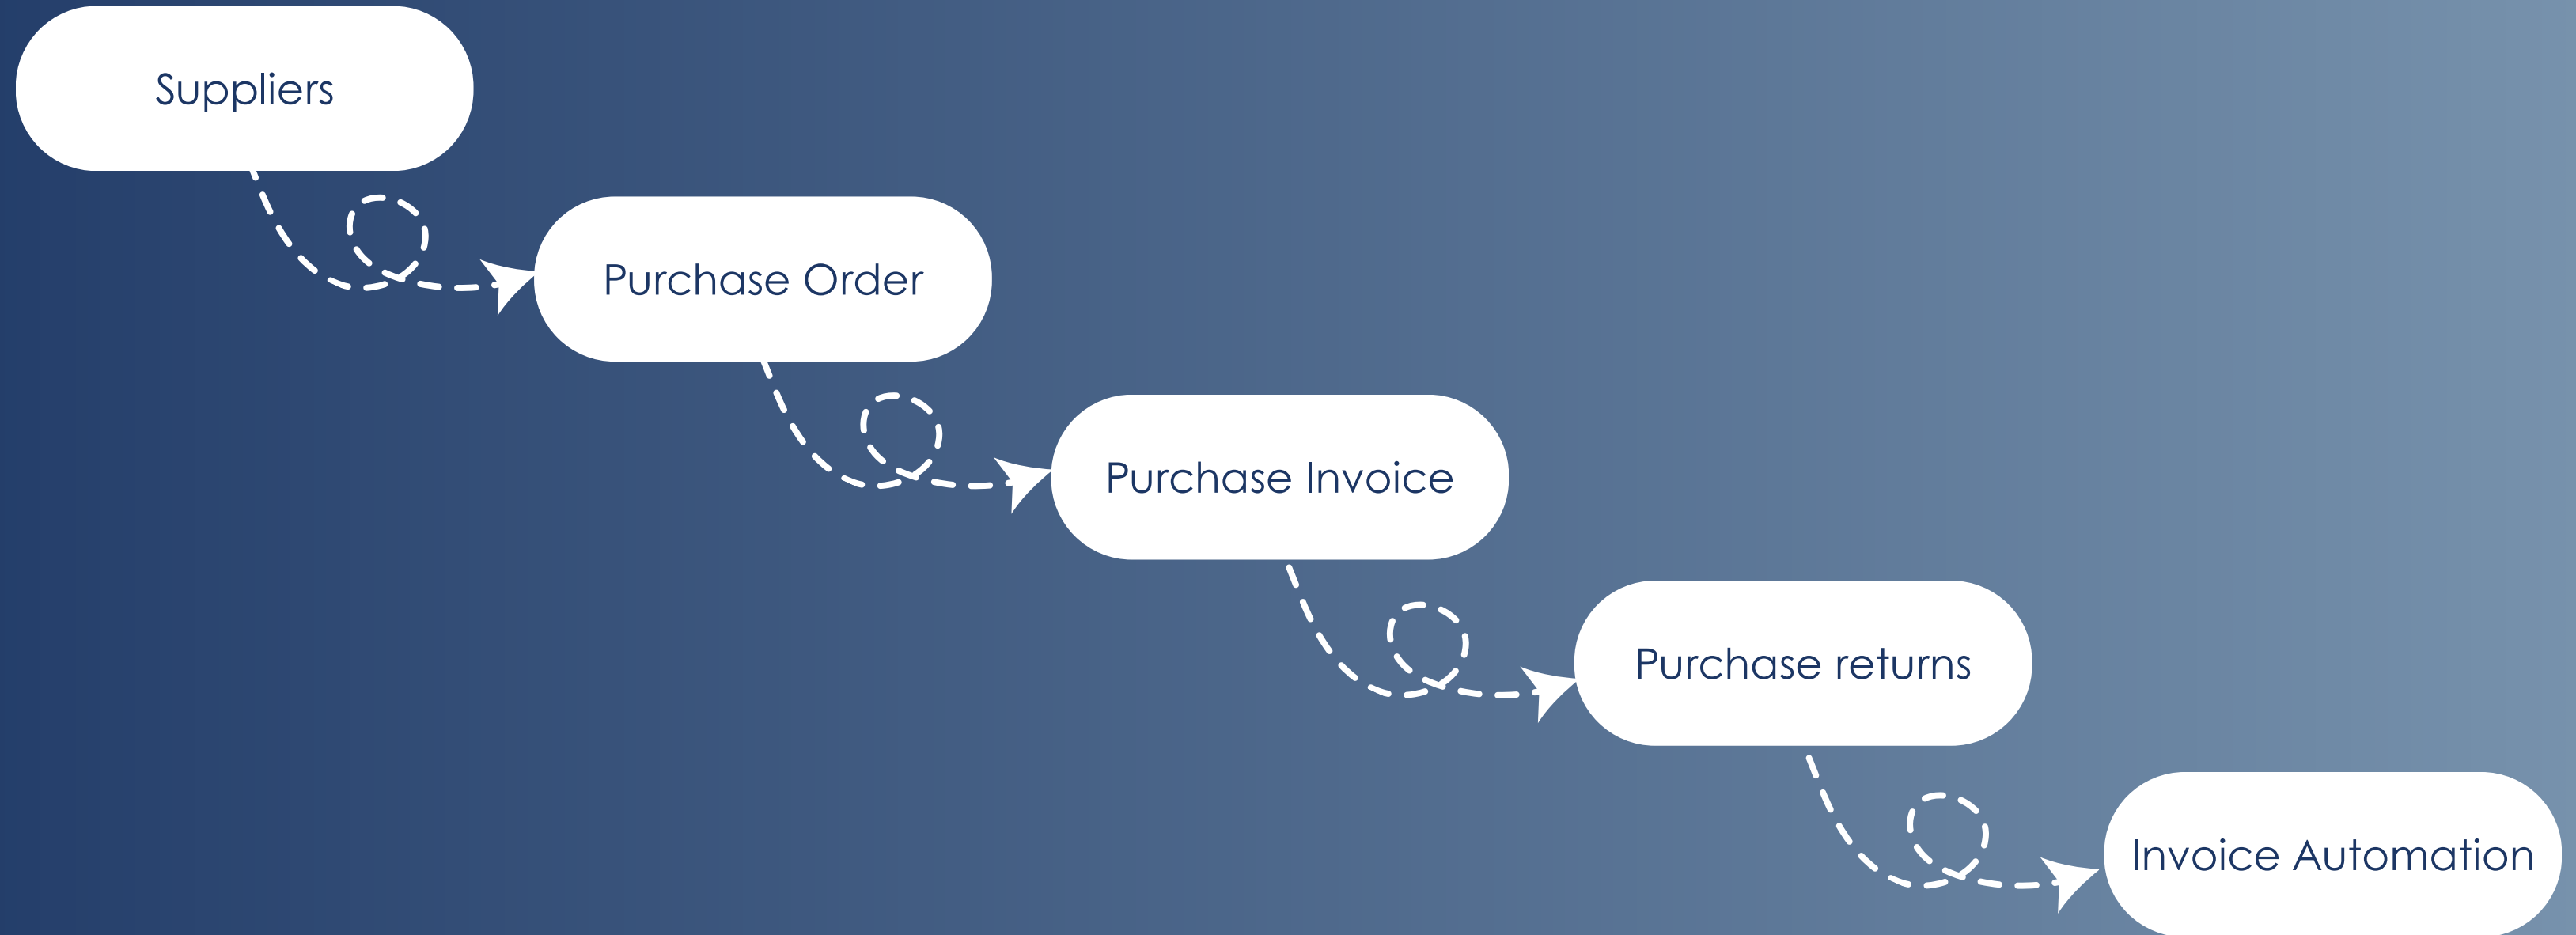 Suppliers
Purchase Order
Purchase Invoice
Purchase returns
Invoice Automation